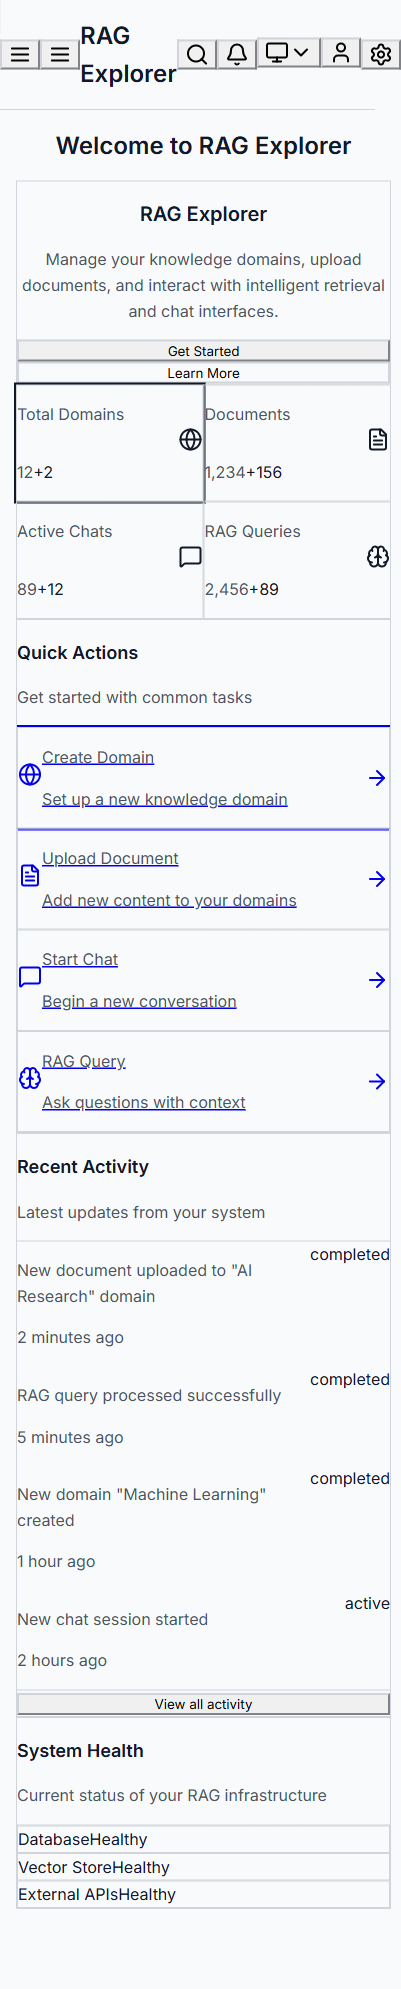 RAG
Explorer
Welcome to RAG Explorer
RAG Explorer
Manage your knowledge domains, upload
documents, and interact with intelligent retrieval
and chat interfaces.
Get Started
Learn More
Total Domains
12+2
Documents
1,234+156
Active Chats
89+12
RAG Queries
2,456+89
Quick Actions
Get started with common tasks
Create Domain
Set up a new knowledge domain
Upload Document
Add new content to your domains
Start Chat
Begin a new conversation
RAG Query
Ask questions with context
Recent Activity
Latest updates from your system
completed
New document uploaded to "AI
Research" domain
2 minutes ago
completed
RAG query processed successfully
5 minutes ago
completed
New domain "Machine Learning"
created
1 hour ago
active
New chat session started
2 hours ago
View all activity
System Health
Current status of your RAG infrastructure
DatabaseHealthy
Vector StoreHealthy
External APIsHealthy